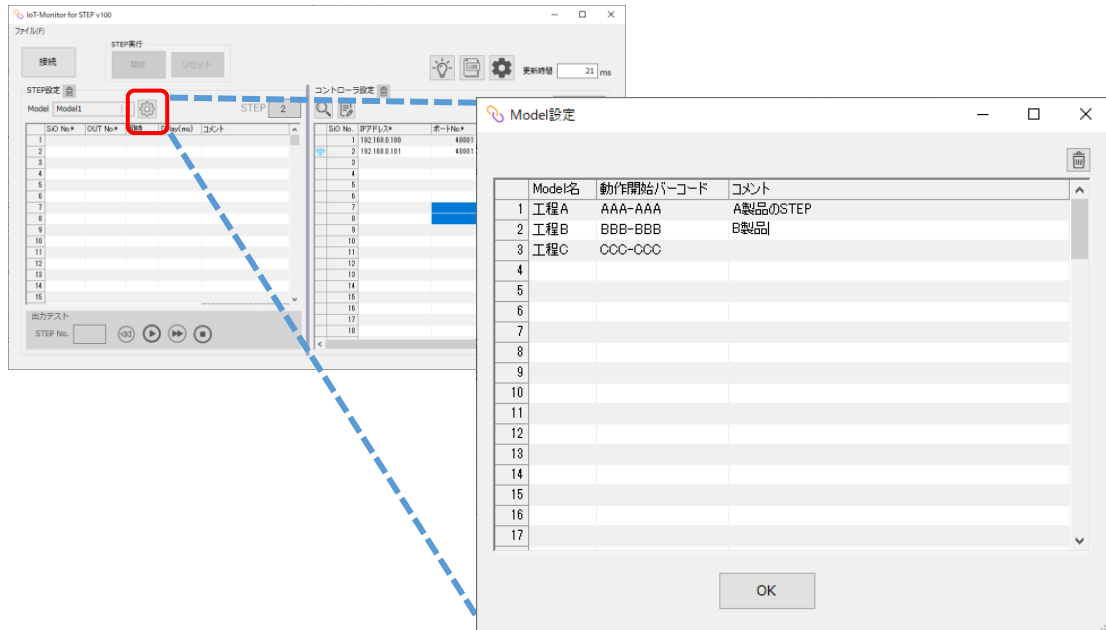 IoT-Monitor for STEP v100
ファイル(F)
STEP実行
接続
開始
リセット
更新時間 21 ms
STEP設定
コントローラ設定
Model Model1
STEP 2
SiO No.* OUT No.* Delay(ms) コメント
1
2
3
4
5
6
7
8
9
10
11
12
13
14
15
SiO No. IPアドレス* ポートNo.*
1 192.168.0.100 40001
2 192.168.0.101 40001
3
4
5
6
7
8
9
10
11
12
13
14
15
16
17
18
出力テスト
STEP No.
Model設定
Model名 動作開始バーコード コメント
1 工程A AAA-AAA A製品のSTEP
2 工程B BBB-BBB B製品
3 工程C CCC-CCC
4
5
6
7
8
9
10
11
12
13
14
15
16
17
OK